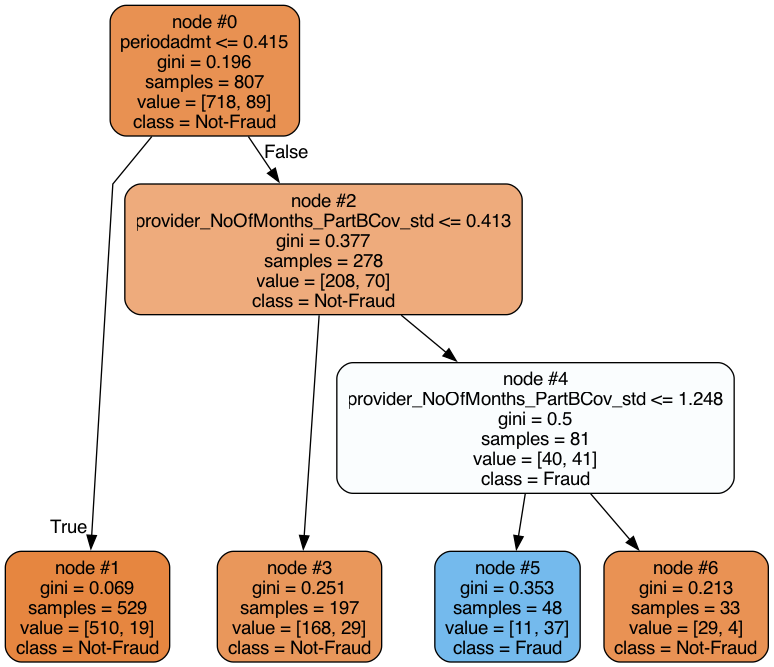 node #0
periodadmt <= 0.415
gini = 0.196
samples = 807
value = [718, 89]
class = Not-Fraud
False
node #2
provider_NoOfMonths_PartBCov_std <= 0.413
gini = 0.377
samples = 278
value = [208, 70]
class = Not-Fraud
node #4
provider_NoOfMonths_PartBCov_std <= 1.248
gini = 0.5
samples = 81
value = [40, 41]
class = Fraud
True
node #1
gini = 0.069
samples = 529
value = [510, 19]
class = Not-Fraud
node #3
gini = 0.251
samples = 197
value = [168, 29]
class = Not-Fraud
node #5
gini = 0.353
samples = 48
value = [11, 37]
class = Fraud
node #6
gini = 0.213
samples = 33
value = [29, 4]
class = Not-Fraud